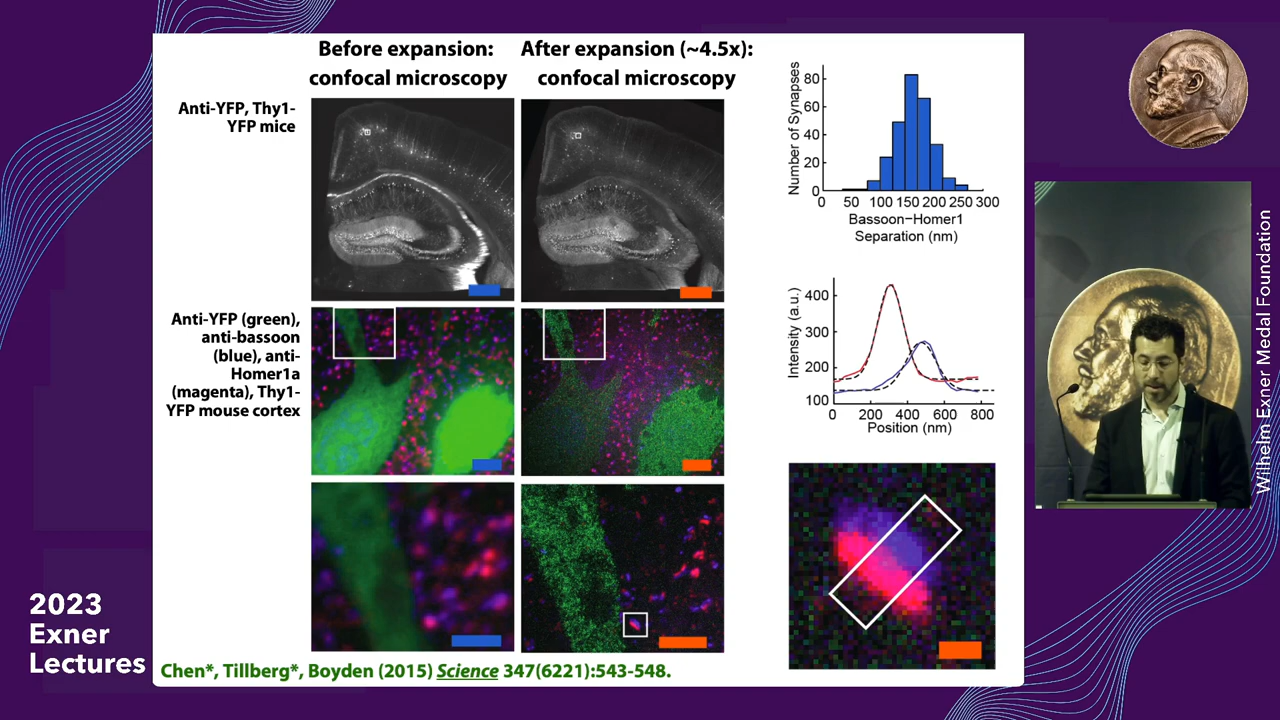 Before expansion:
confocal microscopy
After expansion (~4.5x):
confocal microscopy
Anti-YFP, Thy1-
YFP mice
Anti-YFP (green),
anti-bassoon
(blue), anti-
Homer1a
(magenta), Thy1-
YFP mouse cortex
Number of Synapses
80
60
40
20
0
0 50 100 150 200 250 300
Bassoon−Homer1
Separation (nm)
Intensity (a.u.)
400
300
200
100
0 200 400 600 800
Position (nm)
Chen*, Tillberg*, Boyden (2015) Science 347(6221):543-548.
2023
Exner
Lectures
Wilhelm Exner Medal Foundation